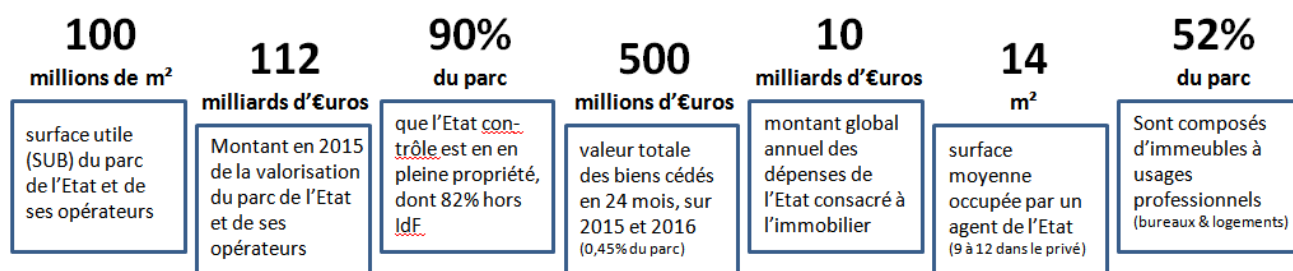 100
millions de m²
surface utile
(SUB) du parc
de l’Etat et de
ses opérateurs
112
milliards d’€uros
Montant en 2015
de la valorisation
du parc de l’Etat
et de ses
opérateurs
90%
du parc
que l’Etat con-
trôle est en en
pleine propriété,
dont 82% hors
IdF
500
millions d’€uros
valeur totale
des biens cédés
en 24 mois, sur
2015 et 2016
(0,45% du parc)
10
milliards d’€uros
montant global
annuel des
dépenses de
l’Etat consacré à
l’immobilier
14
m²
surface
moyenne
occupée par un
agent de l’Etat
(9 à 12 dans le privé)
52%
du parc
Sont composés
d’immeubles à
usages
professionnels
(bureaux & logements)